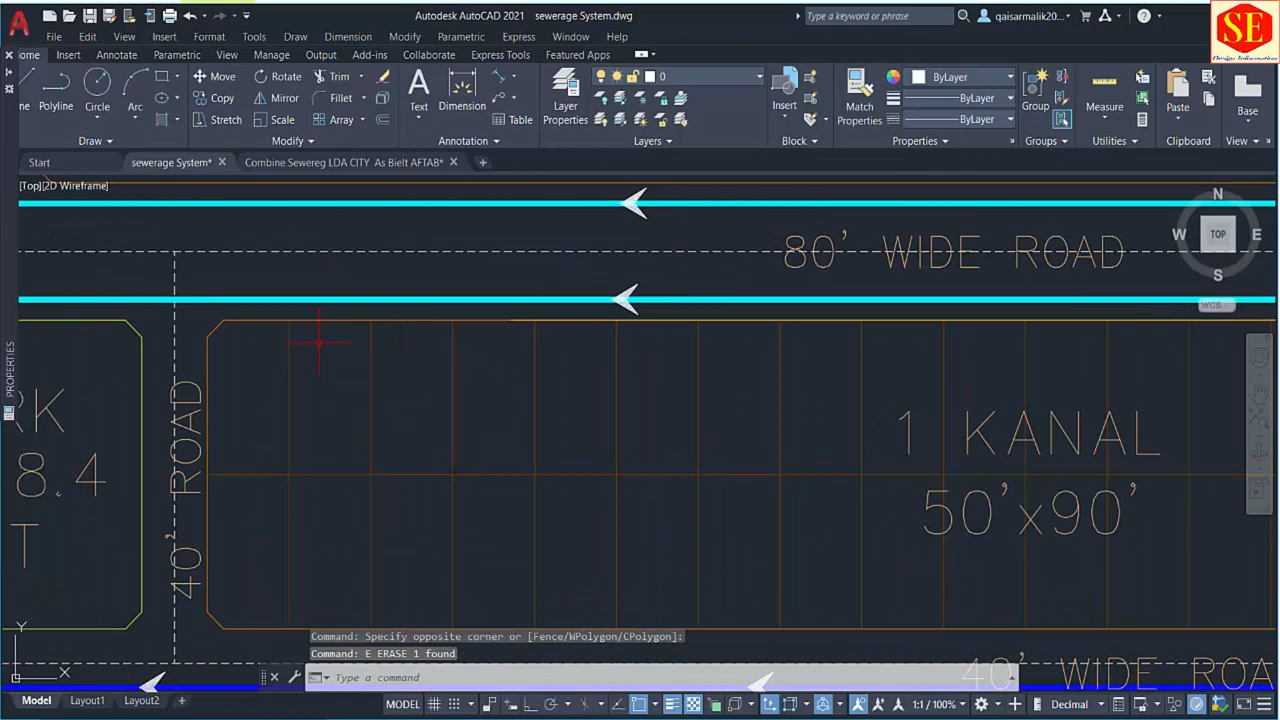 Autodesk AutoCAD 2021 sewerage System.dwg
Type a keyword or phrase
qaisarmalik20...
SE
Design Information
File Edit View Insert Format Tools Draw Dimension Modify Parametric Express Window Help
ome Insert Annotate Parametric View Manage Output Add-ins Collaborate Express Tools Featured Apps
Move Rotate Trim
Copy Mirror Fillet
Stretch Scale Array
ne Polyline Circle Arc
Text Dimension Table
Layer Properties
0
Insert
Match Properties
ByLayer
ByLayer
ByLayer
Group
Measure
Paste
Base
Draw Modify Annotation Layers Block Properties Groups Utilities Clipboard View
Start sewerage System* Combine Sewereg LDA CITY As Bielt AFTAB*
[Top][2D Wireframe]
N
W TOP E
S
WCS
80' WIDE ROAD
PROPERTIES
RK
8.4
T
40' ROAD
1 KANAL
50'x90'
40' WIDE ROA
Y
X
Command: Specify opposite corner or [Fence/WPolygon/CPolygon]:
Command: E ERASE 1 found
Type a command
Model Layout1 Layout2
MODEL 1:1 / 100% Decimal